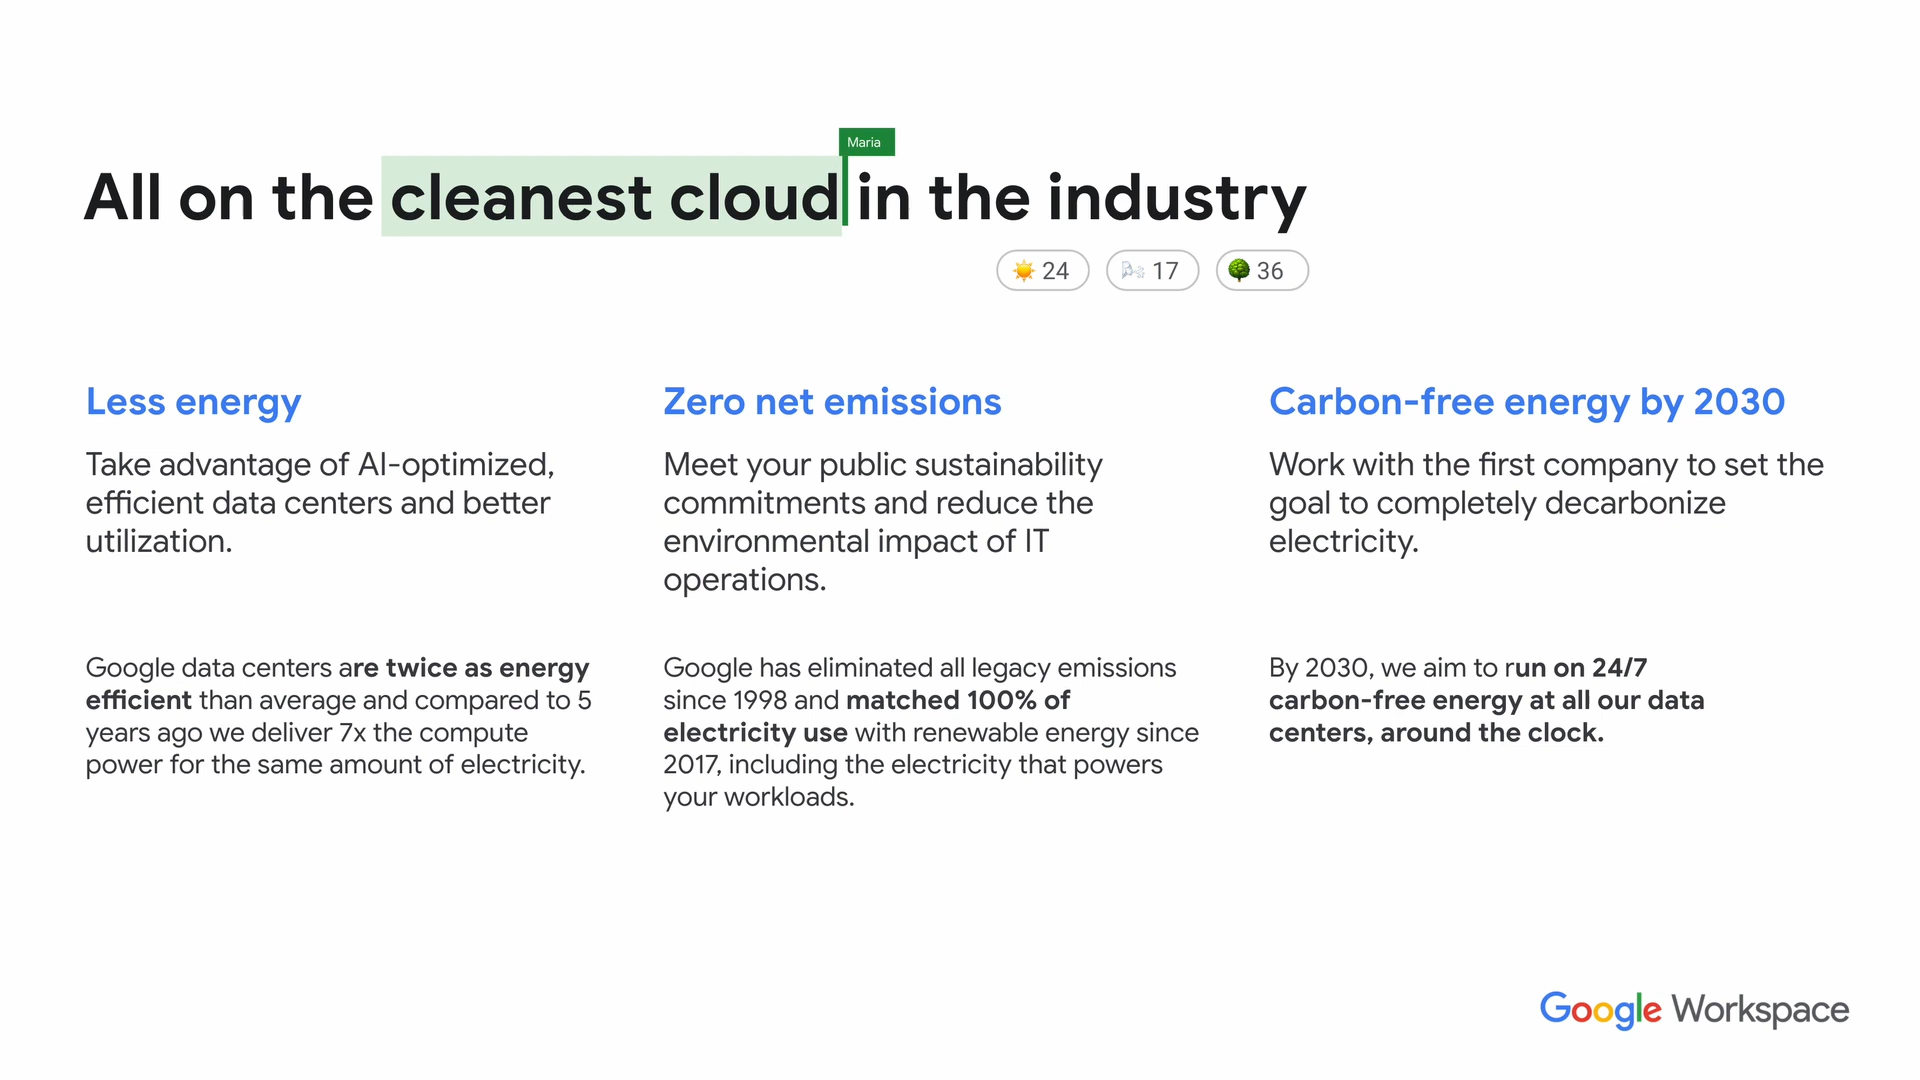 Maria
All on the cleanest cloud in the industry
24 17 36
Less energy
Take advantage of AI-optimized,
efficient data centers and better
utilization.
Google data centers are twice as energy
efficient than average and compared to 5
years ago we deliver 7x the compute
power for the same amount of electricity.
Zero net emissions
Meet your public sustainability
commitments and reduce the
environmental impact of IT
operations.
Google has eliminated all legacy emissions
since 1998 and matched 100% of
electricity use with renewable energy since
2017, including the electricity that powers
your workloads.
Carbon-free energy by 2030
Work with the first company to set the
goal to completely decarbonize
electricity.
By 2030, we aim to run on 24/7
carbon-free energy at all our data
centers, around the clock.
Google Workspace